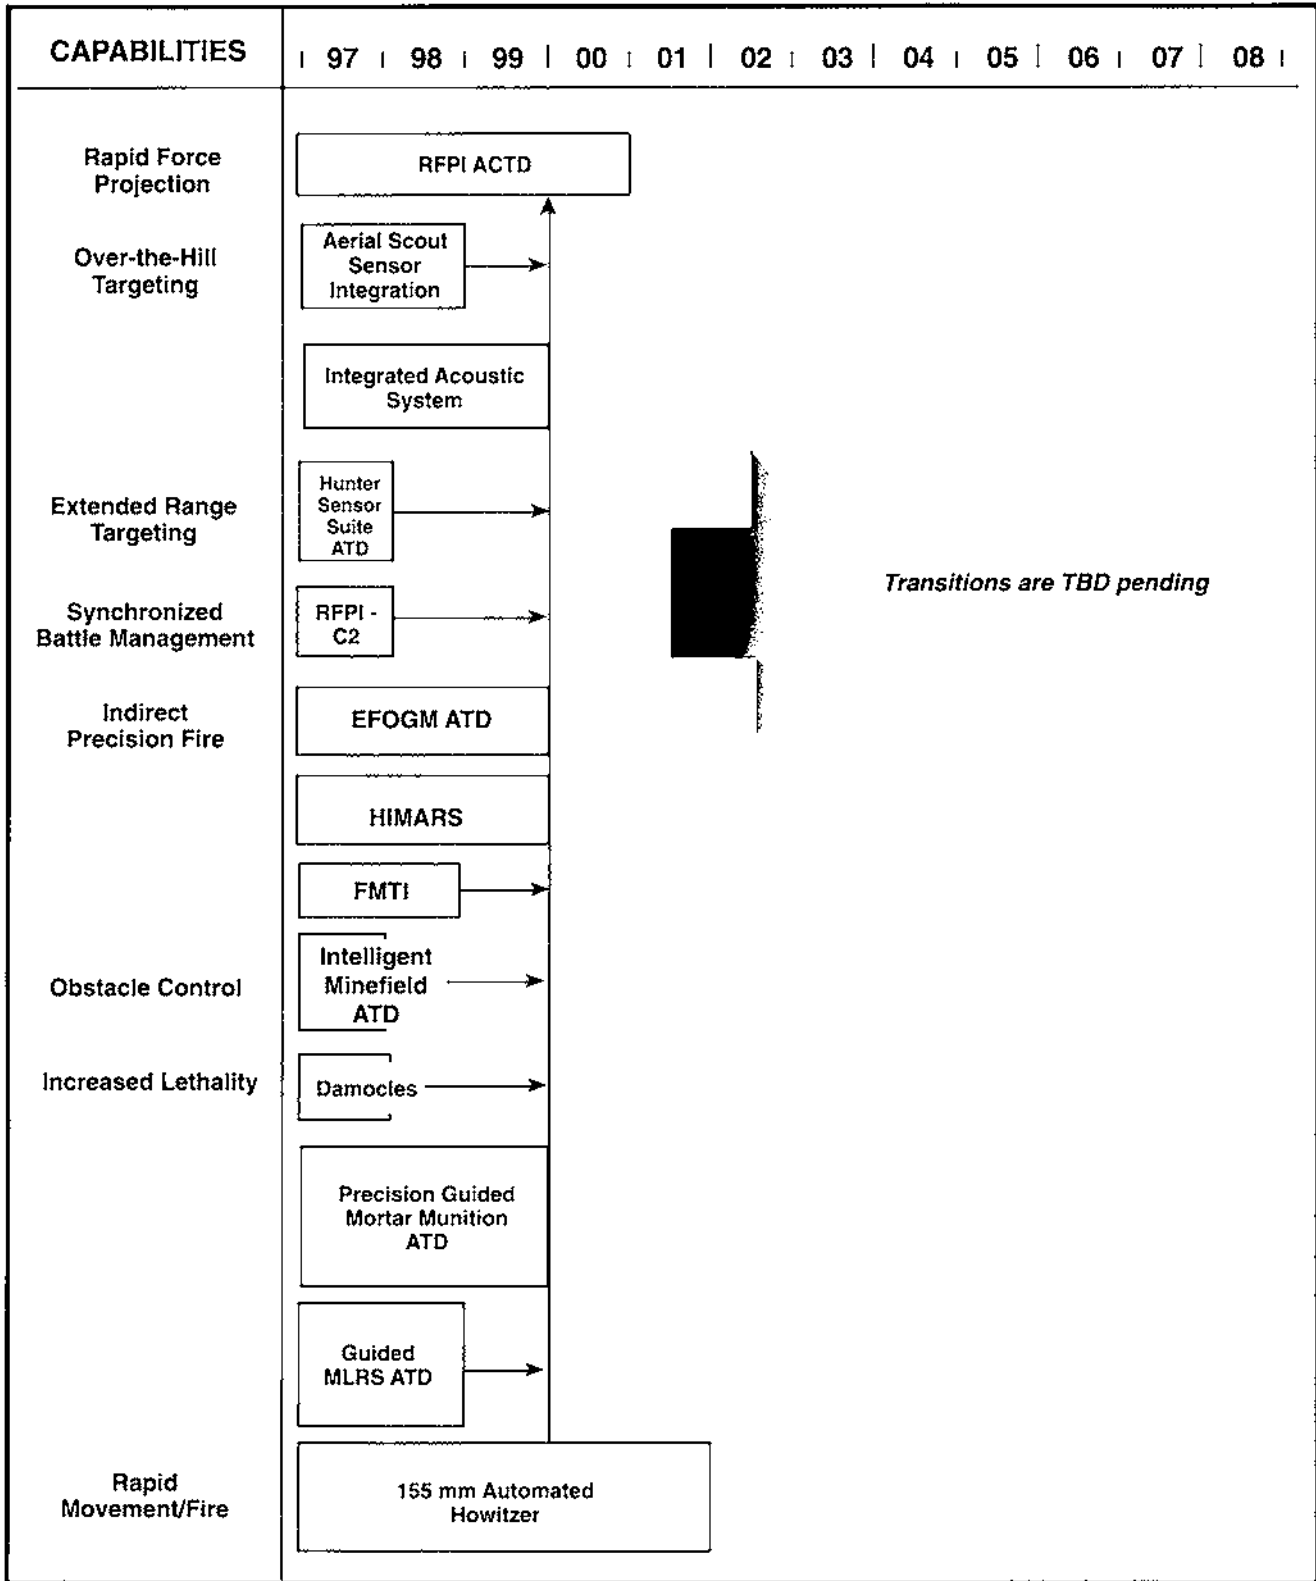 CAPABILITIES
97 98 99 00 01 02 03 04 05 06 07 08
Rapid Force
Projection
RFPI ACTD
Over-the-Hill
Targeting
Aerial Scout
Sensor
Integration
Integrated Acoustic
System
Extended Range
Targeting
Hunter
Sensor
Suite
ATD
Transitions are TBD pending
Synchronized
Battle Management
RFPI -
C2
Indirect
Precision Fire
EFOGM ATD
HIMARS
FMTI
Obstacle Control
Intelligent
Minefield
ATD
Increased Lethality
Damocles
Precision Guided
Mortar Munition
ATD
Guided
MLRS ATD
Rapid
Movement/Fire
155 mm Automated
Howitzer